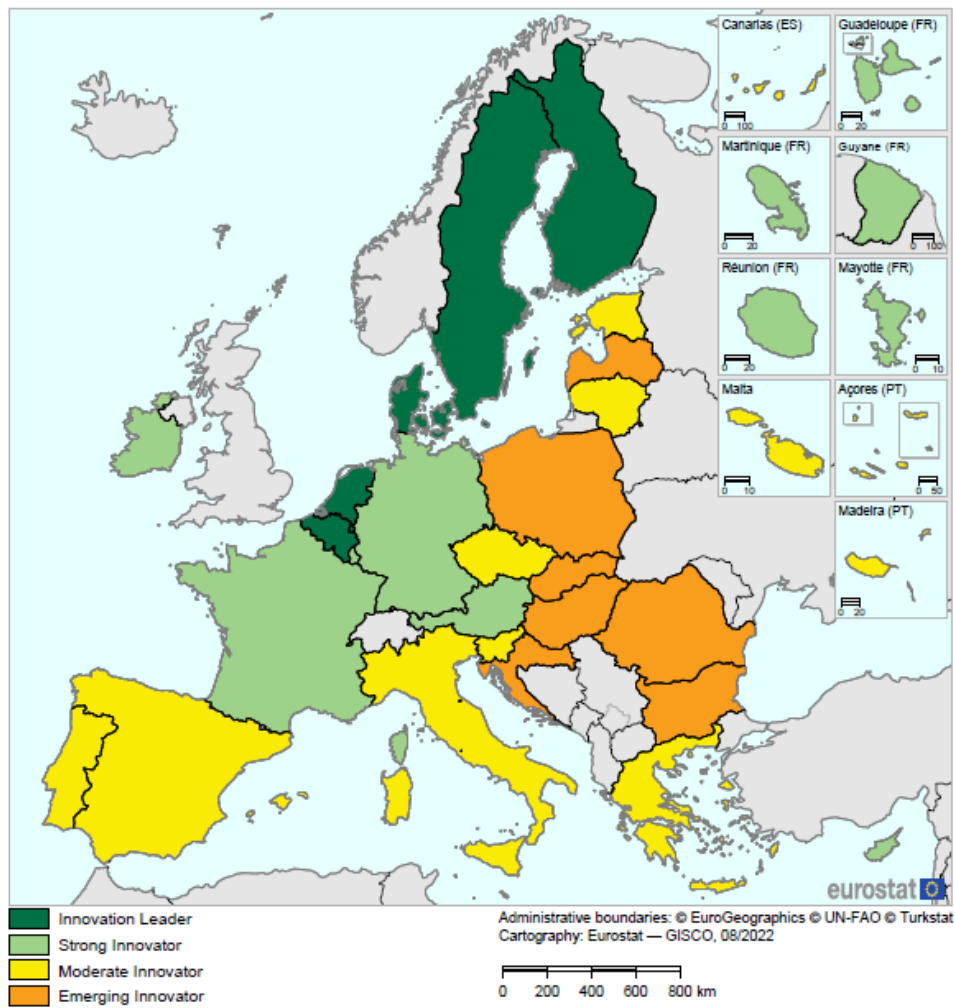 Canarias (ES)
0 100
Guadeloupe (FR)
0 20
Martinique (FR)
0 20
Guyane (FR)
0 100
Réunion (FR)
0 20
Mayotte (FR)
0 10
Malta
0 10
Açores (PT)
0 50
Madeira (PT)
0 20
eurostat
Innovation Leader
Strong Innovator
Moderate Innovator
Emerging Innovator
Administrative boundaries: © EuroGeographics © UN-FAO © Turkstat
Cartography: Eurostat — GISCO, 08/2022
0 200 400 600 800 km